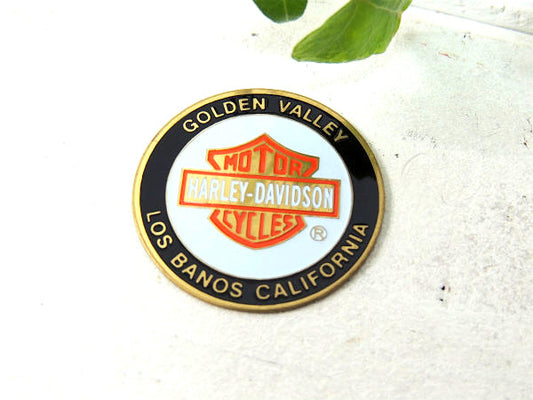 GOLDEN VALLEY
MOTOR
HARLEY-DAVIDSON
CYCLES
®
LOS BANOS CALIFORNIA